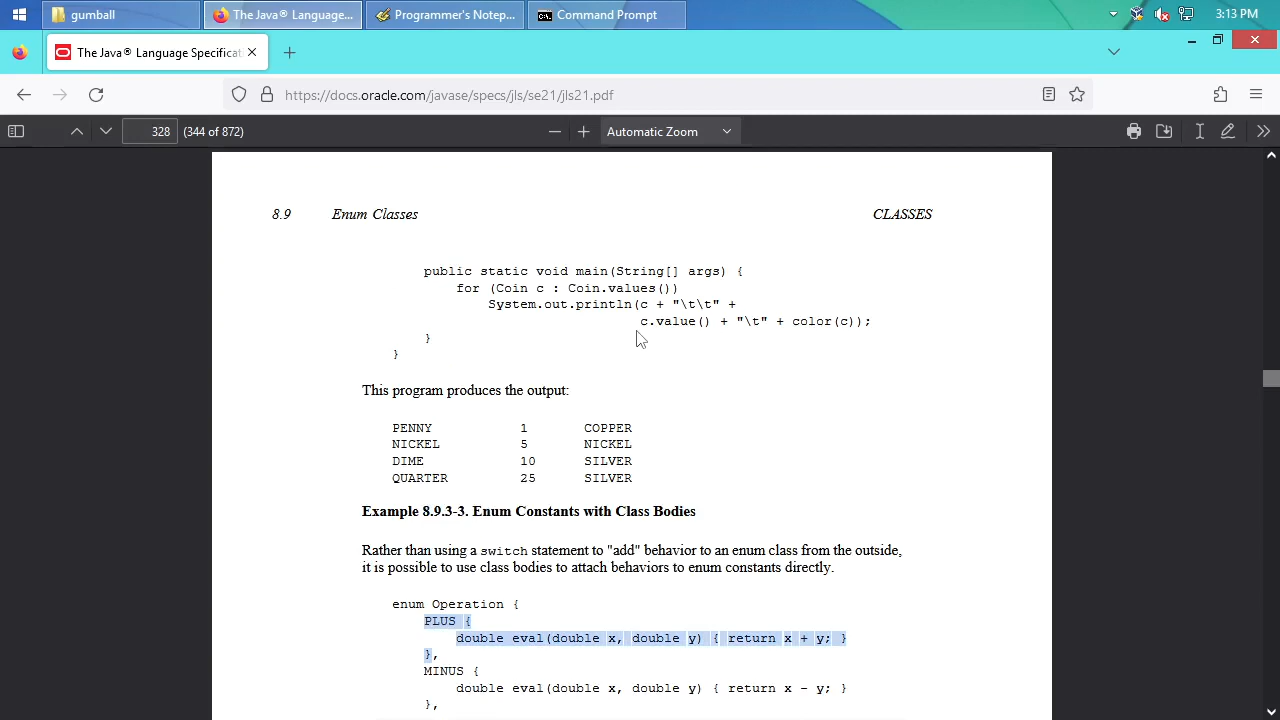 gumball
The Java® Language...
Programmer's Notep...
Command Prompt
3:13 PM
The Java® Language Specificat
https://docs.oracle.com/javase/specs/jls/se21/jls21.pdf
328
(344 of 872)
Automatic Zoom
8.9 Enum Classes CLASSES
public static void main(String[] args) {
for (Coin c : Coin.values())
System.out.println(c + "\t\t" +
c.value() + "\t" + color(c));
}
}
This program produces the output:
PENNY 1 COPPER
NICKEL 5 NICKEL
DIME 10 SILVER
QUARTER 25 SILVER
Example 8.9.3-3. Enum Constants with Class Bodies
Rather than using a switch statement to "add" behavior to an enum class from the outside,
it is possible to use class bodies to attach behaviors to enum constants directly.
enum Operation {
PLUS {
double eval(double x, double y) { return x + y; }
},
MINUS {
double eval(double x, double y) { return x - y; }
},